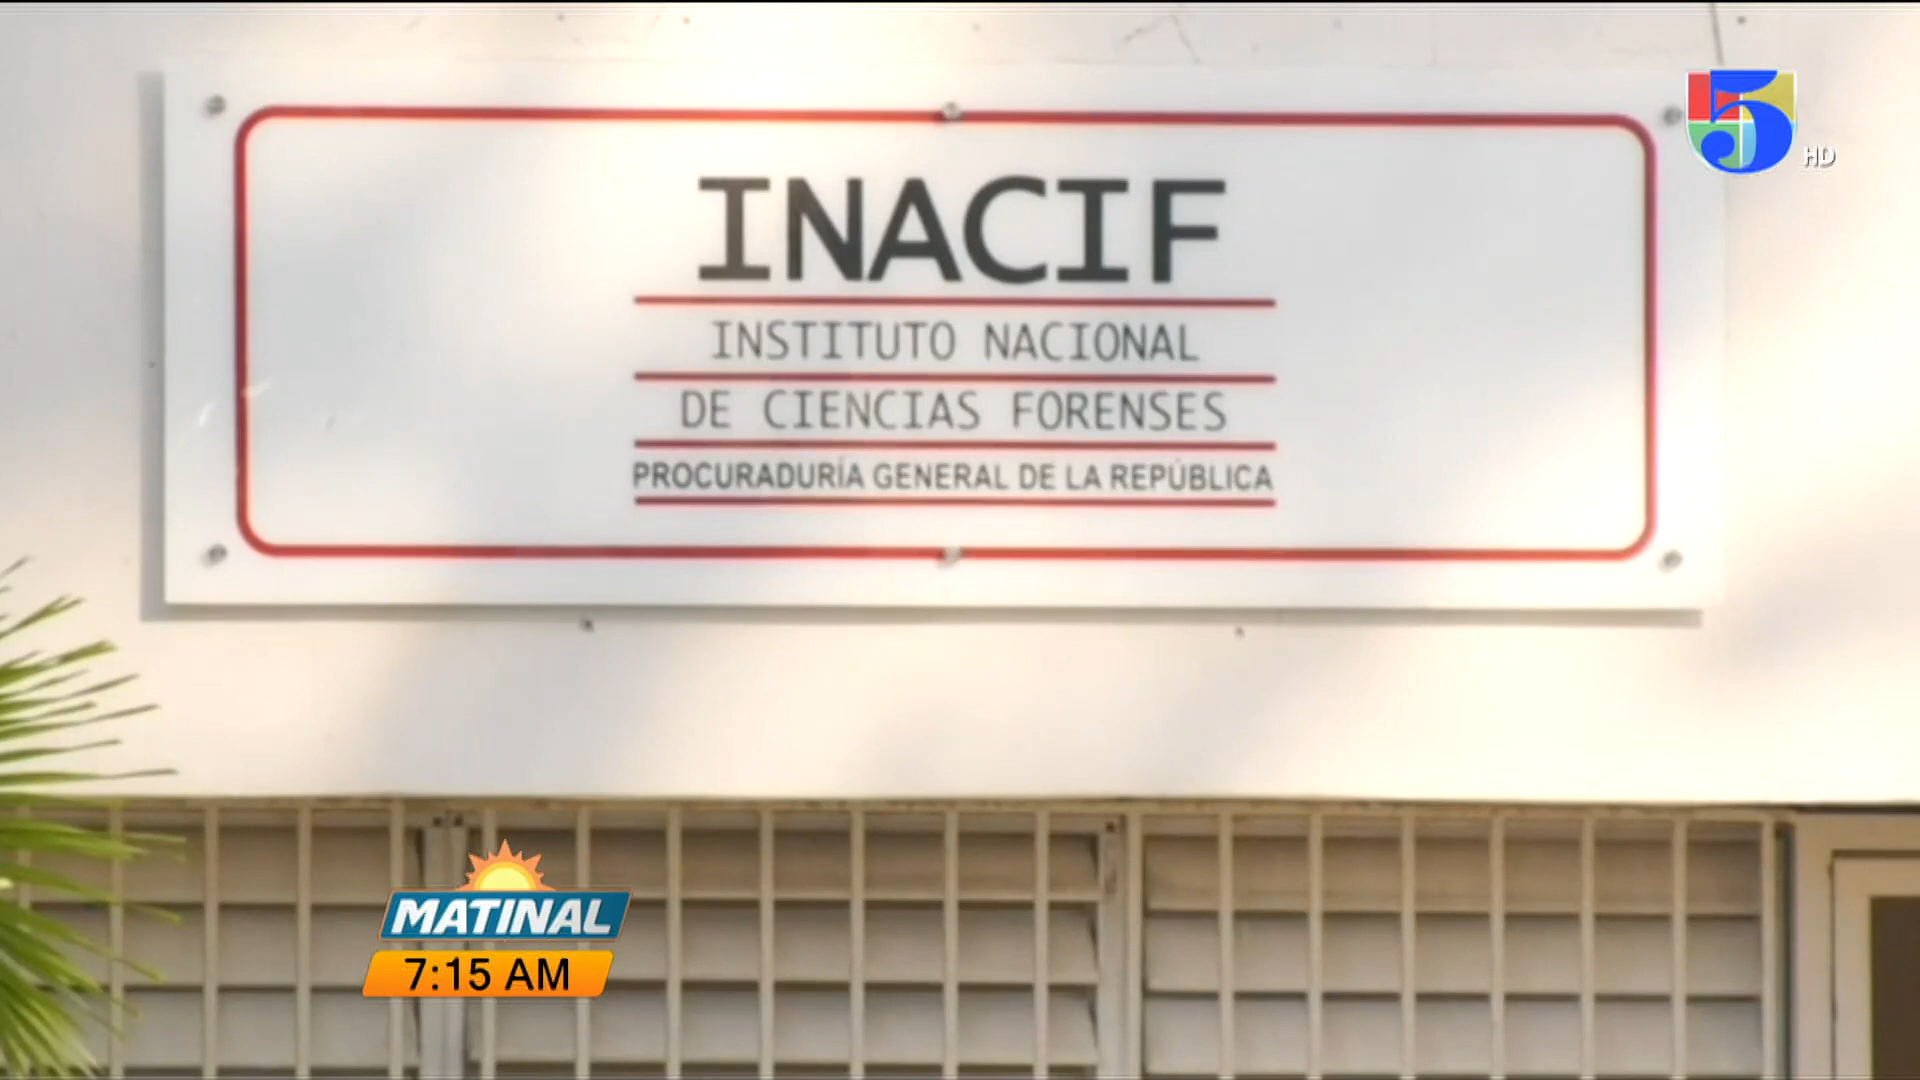 5
HD
INACIF
INSTITUTO NACIONAL
DE CIENCIAS FORENSES
PROCURADURÍA GENERAL DE LA REPÚBLICA
MATINAL
7:15 AM